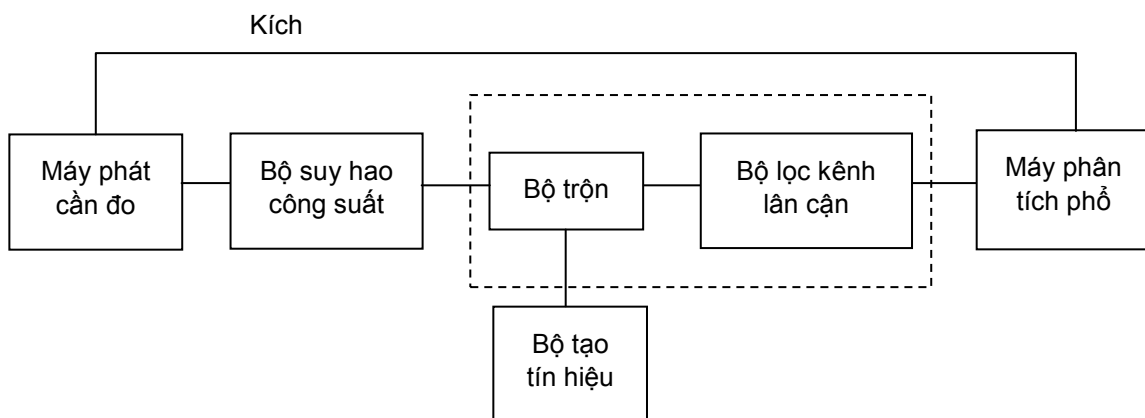 Kích
Máy phát
cần đo
Bộ suy hao
công suất
Bộ trộn
Bộ lọc kênh
lân cận
Máy phân
tích phổ
Bộ tạo
tín hiệu